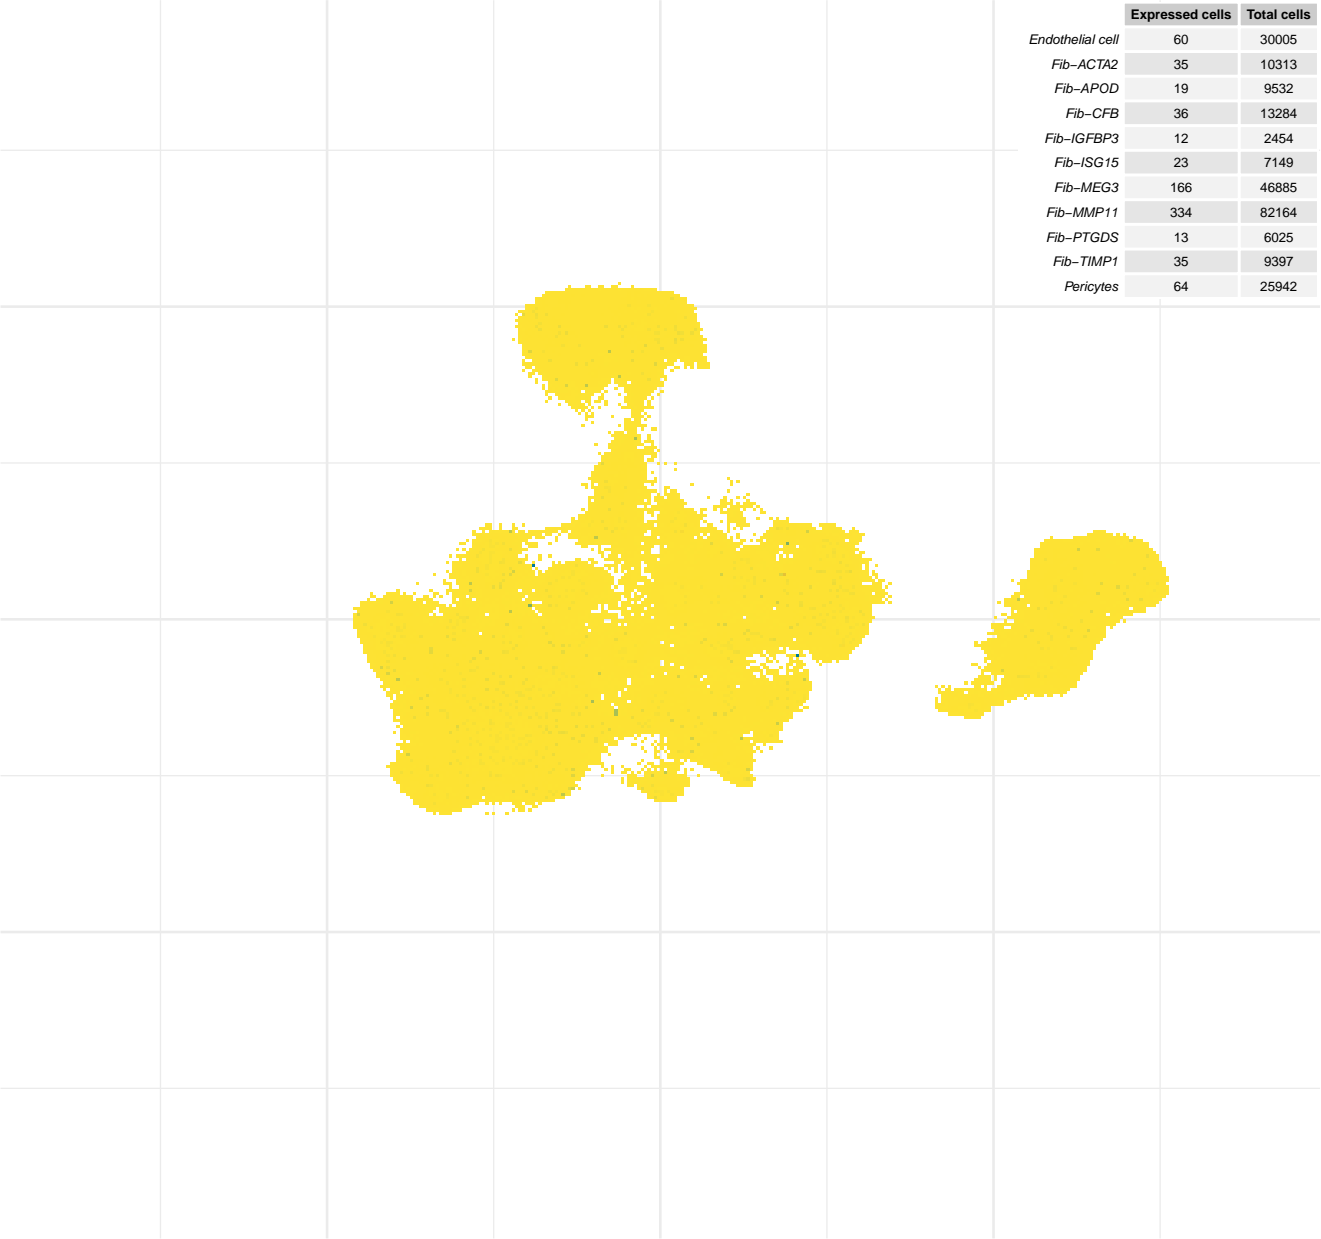 Expressed cells Total cells
Endothelial cell 60 30005
Fib−ACTA2 35 10313
Fib−APOD 19 9532
Fib−CFB 36 13284
Fib−IGFBP3 12 2454
Fib−ISG15 23 7149
Fib−MEG3 166 46885
Fib−MMP11 334 82164
Fib−PTGDS 13 6025
Fib−TIMP1 35 9397
Pericytes 64 25942